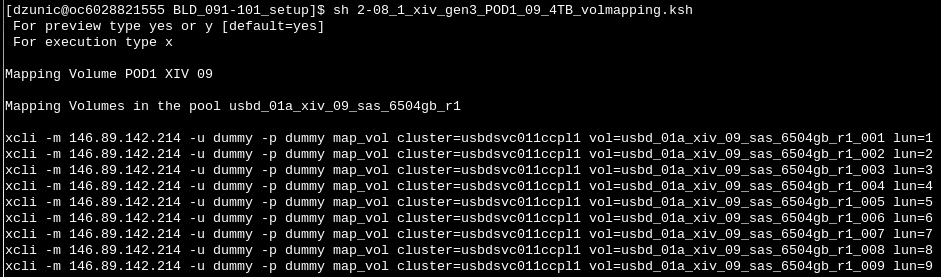 [dzunic@oc6028821555 BLD_091-101_setup]$ sh 2-08_1_xiv_gen3_POD1_09_4TB_volmapping.ksh
For preview type yes or y [default=yes]
For execution type x
Mapping Volume POD1 XIV 09
Mapping Volumes in the pool usbd_01a_xiv_09_sas_6504gb_r1
xcli -m 146.89.142.214 -u dummy -p dummy map_vol cluster=usbdsvc011ccpl1 vol=usbd_01a_xiv_09_sas_6504gb_r1_001 lun=1
xcli -m 146.89.142.214 -u dummy -p dummy map_vol cluster=usbdsvc011ccpl1 vol=usbd_01a_xiv_09_sas_6504gb_r1_002 lun=2
xcli -m 146.89.142.214 -u dummy -p dummy map_vol cluster=usbdsvc011ccpl1 vol=usbd_01a_xiv_09_sas_6504gb_r1_003 lun=3
xcli -m 146.89.142.214 -u dummy -p dummy map_vol cluster=usbdsvc011ccpl1 vol=usbd_01a_xiv_09_sas_6504gb_r1_004 lun=4
xcli -m 146.89.142.214 -u dummy -p dummy map_vol cluster=usbdsvc011ccpl1 vol=usbd_01a_xiv_09_sas_6504gb_r1_005 lun=5
xcli -m 146.89.142.214 -u dummy -p dummy map_vol cluster=usbdsvc011ccpl1 vol=usbd_01a_xiv_09_sas_6504gb_r1_006 lun=6
xcli -m 146.89.142.214 -u dummy -p dummy map_vol cluster=usbdsvc011ccpl1 vol=usbd_01a_xiv_09_sas_6504gb_r1_007 lun=7
xcli -m 146.89.142.214 -u dummy -p dummy map_vol cluster=usbdsvc011ccpl1 vol=usbd_01a_xiv_09_sas_6504gb_r1_008 lun=8
xcli -m 146.89.142.214 -u dummy -p dummy map_vol cluster=usbdsvc011ccpl1 vol=usbd_01a_xiv_09_sas_6504gb_r1_009 lun=9